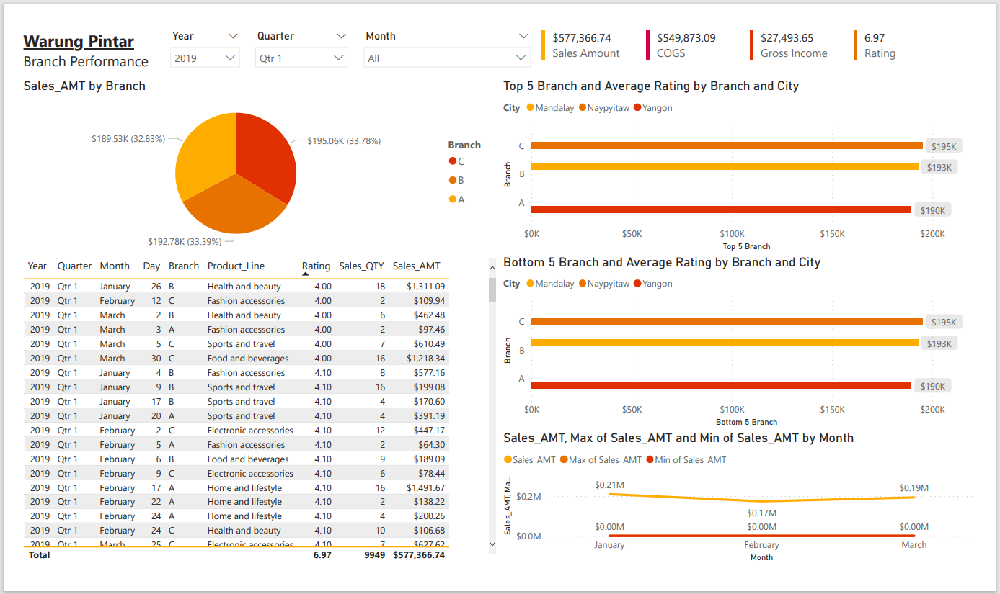 Warung Pintar
Branch Performance
Year
2019
Quarter
Qtr 1
Month
All
$577,366.74
Sales Amount
$549,873.09
COGS
$27,493.65
Gross Income
6.97
Rating
Sales_AMT by Branch
$189.53K (32.83%)
$195.06K (33.78%)
$192.78K (33.39%)
Branch
C
B
A
Top 5 Branch and Average Rating by Branch and City
City Mandalay Naypyitaw Yangon
Branch
C $195K
B $193K
A $190K
$0K $50K $100K $150K $200K
Top 5 Branch
Year Quarter Month Day Branch Product_Line Rating Sales_QTY Sales_AMT
2019 Qtr 1 January 26 B Health and beauty 4.00 18 $1,311.09
2019 Qtr 1 February 12 C Fashion accessories 4.00 2 $109.94
2019 Qtr 1 March 2 B Health and beauty 4.00 6 $462.48
2019 Qtr 1 March 3 A Fashion accessories 4.00 2 $97.46
2019 Qtr 1 March 5 C Sports and travel 4.00 7 $610.49
2019 Qtr 1 March 30 C Food and beverages 4.00 16 $1,218.34
2019 Qtr 1 January 4 B Fashion accessories 4.10 8 $577.16
2019 Qtr 1 January 9 B Sports and travel 4.10 16 $199.08
2019 Qtr 1 January 17 B Sports and travel 4.10 4 $170.60
2019 Qtr 1 January 20 A Sports and travel 4.10 4 $391.19
2019 Qtr 1 February 2 C Electronic accessories 4.10 12 $447.17
2019 Qtr 1 February 5 A Fashion accessories 4.10 2 $64.30
2019 Qtr 1 February 6 B Food and beverages 4.10 9 $189.09
2019 Qtr 1 February 9 C Electronic accessories 4.10 6 $78.44
2019 Qtr 1 February 17 A Home and lifestyle 4.10 16 $1,491.67
2019 Qtr 1 February 22 A Home and lifestyle 4.10 2 $138.22
2019 Qtr 1 February 24 A Home and lifestyle 4.10 4 $200.26
2019 Qtr 1 February 24 C Health and beauty 4.10 10 $106.68
2019 Qtr 1 March 25 C Electronic accessories 4.10 7 $627.62
Total 6.97 9949 $577,366.74
Bottom 5 Branch and Average Rating by Branch and City
City Mandalay Naypyitaw Yangon
Branch
C $195K
B $193K
A $190K
$0K $50K $100K $150K $200K
Bottom 5 Branch
Sales_AMT, Max of Sales_AMT and Min of Sales_AMT by Month
Sales_AMT Max of Sales_AMT Min of Sales_AMT
Sales_AMT, Ma...
$0.2M
$0.0M
$0.21M $0.17M $0.19M
$0.00M $0.00M $0.00M
January February March
Month